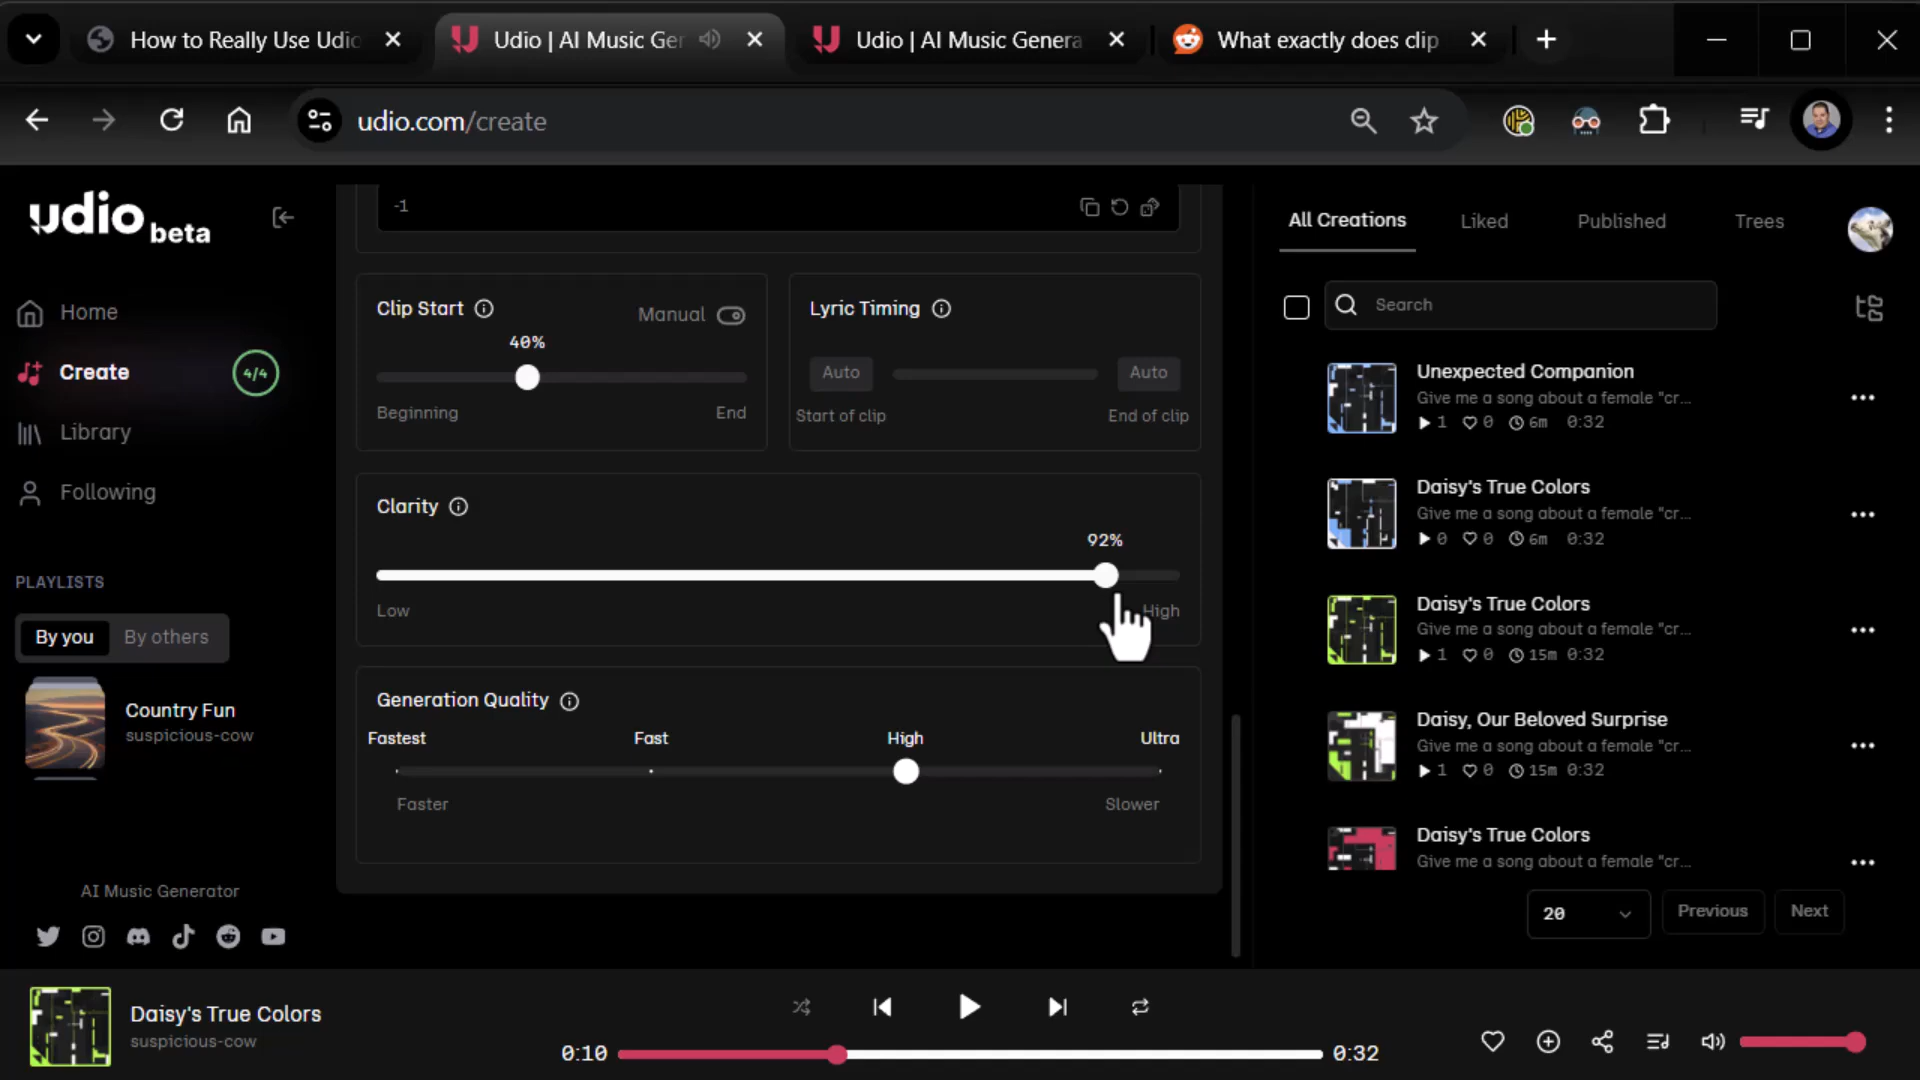 How to Really Use Udio
Udio | AI Music Ger
Udio | AI Music Genera
What exactly does clip
udio.com/create
udio beta
Home
Create
4/4
Library
Following
PLAYLISTS
By you
By others
Country Fun
suspicious-cow
AI Music Generator
-1
Clip Start
Manual
40%
Beginning
End
Lyric Timing
Auto
Auto
Start of clip
End of clip
Clarity
92%
Low
High
Generation Quality
Fastest
Fast
High
Ultra
Faster
Slower
All Creations
Liked
Published
Trees
Search
Unexpected Companion
Give me a song about a female "cr...
1 0 6m 0:32
Daisy's True Colors
Give me a song about a female "cr...
0 0 6m 0:32
Daisy's True Colors
Give me a song about a female "cr...
1 0 15m 0:32
Daisy, Our Beloved Surprise
Give me a song about a female "cr...
1 0 15m 0:32
Daisy's True Colors
Give me a song about a female "cr...
20
Previous
Next
Daisy's True Colors
suspicious-cow
0:10
0:32